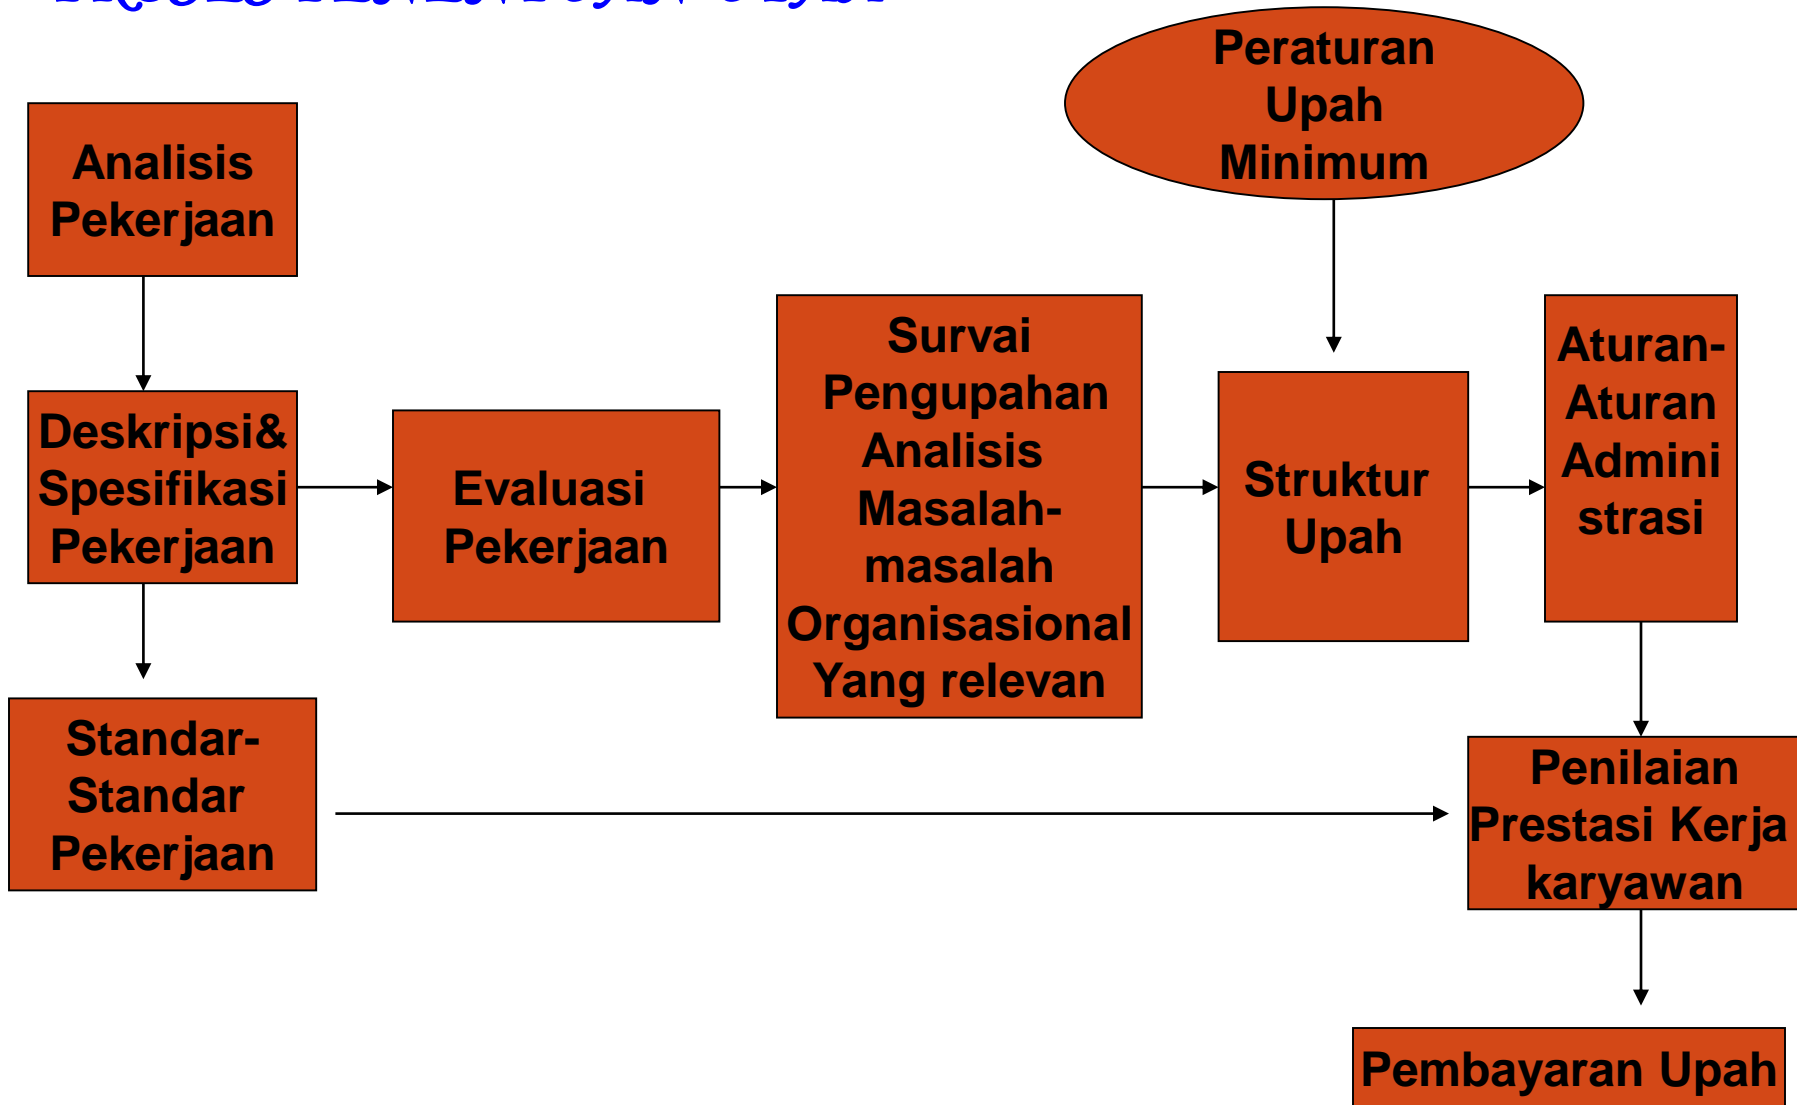 Peraturan
Upah
Minimum
Analisis
Pekerjaan
Deskripsi&
Spesifikasi
Pekerjaan
Evaluasi
Pekerjaan
Survai
Pengupahan
Analisis
Masalah-
masalah
Organisasional
Yang relevan
Struktur
Upah
Aturan-
Aturan
Admini
strasi
Standar-
Standar
Pekerjaan
Penilaian
Prestasi Kerja
karyawan
Pembayaran Upah